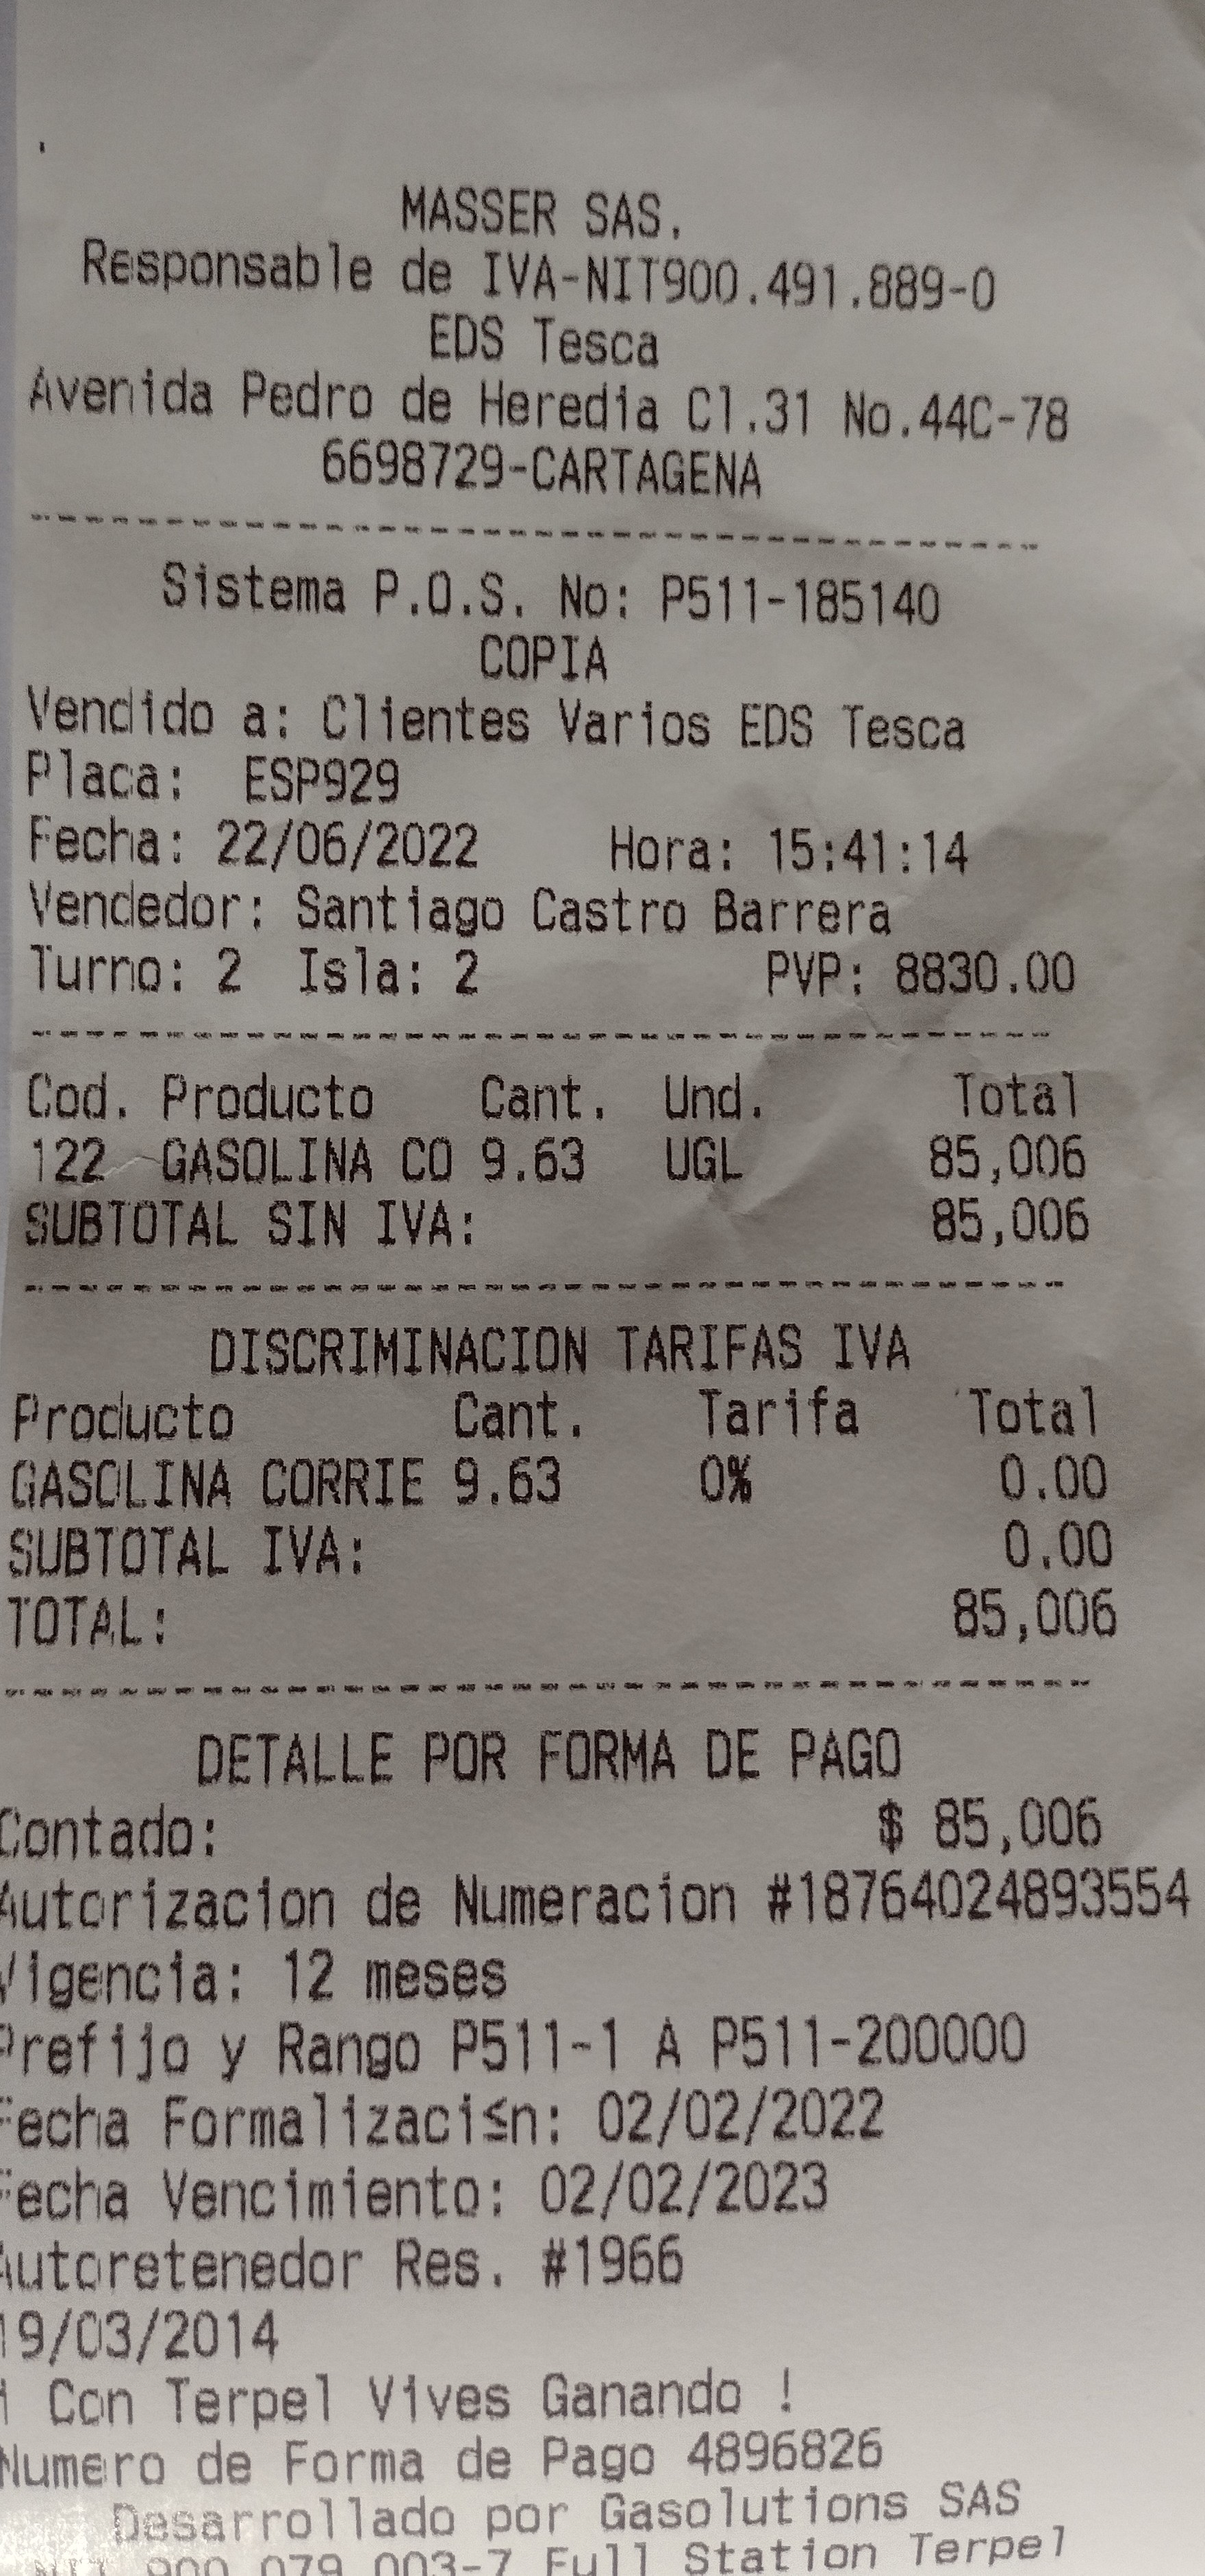 MASSER SAS.
Responsable de IVA-NIT900.491.889-0
EDS Tesca
Avenida Pedro de Heredia Cl.31 No.44C-78
6698729-CARTAGENA
----------------------------------------
Sistema P.O.S. No: P511-185140
COPIA
Vendido a: Clientes Varios EDS Tesca
Placa: ESP929
Fecha: 22/06/2022 Hora: 15:41:14
Vendedor: Santiago Castro Barrera
Turno: 2 Isla: 2 PVP: 8830.00
----------------------------------------
Cod. Producto Cant. Und. Total
122 GASOLINA CO 9.63 UGL 85,006
SUBTOTAL SIN IVA: 85,006
----------------------------------------
DISCRIMINACION TARIFAS IVA
Producto Cant. Tarifa Total
GASOLINA CORRIE 9.63 0% 0.00
SUBTOTAL IVA: 0.00
TOTAL: 85,006
----------------------------------------
DETALLE POR FORMA DE PAGO
Contado: $ 85,006
Autorizacion de Numeracion #18764024893554
Vigencia: 12 meses
Prefijo y Rango P511-1 A P511-200000
Fecha Formalizaci≤n: 02/02/2022
Fecha Vencimiento: 02/02/2023
Autoretenedor Res. #1966
19/03/2014
¡ Con Terpel Vives Ganando !
Numero de Forma de Pago 4896826
Desarrollado por Gasolutions SAS
NIT 900.079.003-7 Full Station Terpel